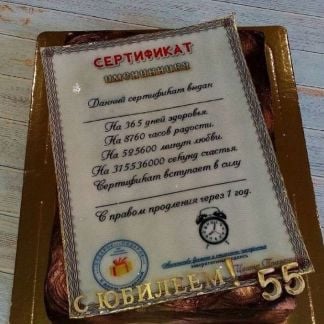 СЕРТИФИКАТ
именинника
Данный сертификат выдан
На 365 дней здоровья.
На 8760 часов радости.
На 525600 минут любви.
На 31536000 секунд счастья.
Сертификат вступает в силу
С правом продления через 1 год.
С ЮБИЛЕЕМ! 55